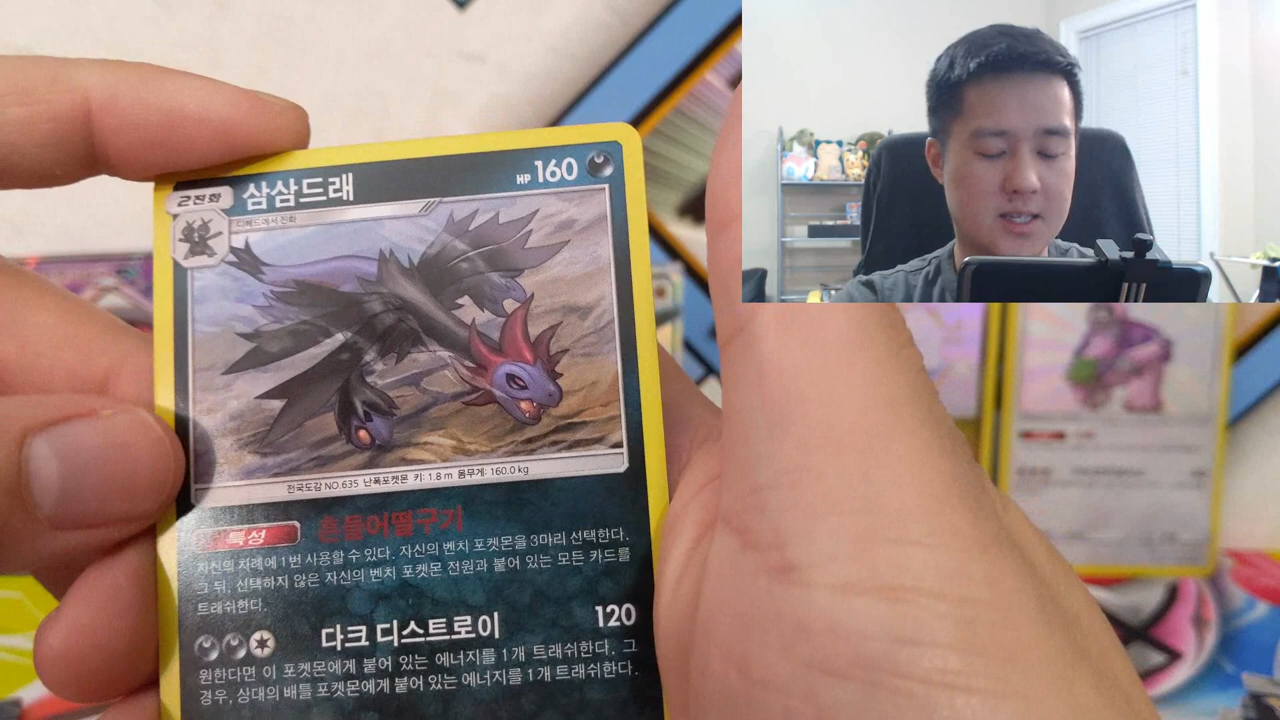 2진화 삼삼드래 HP 160
디헤드에서 진화
전국도감 NO.635 난폭포켓몬 키: 1.8 m 몸무게: 160.0 kg
특성 흔들어떨구기
자신의 차례에 1번 사용할 수 있다. 자신의 벤치 포켓몬을 3마리 선택한다.
그 뒤, 선택하지 않은 자신의 벤치 포켓몬 전원과 붙어 있는 모든 카드를
트래쉬한다.
다크 디스트로이 120
원한다면 이 포켓몬에게 붙어 있는 에너지를 1개 트래쉬한다. 그
경우, 상대의 배틀 포켓몬에게 붙어 있는 에너지를 1개 트래쉬한다.